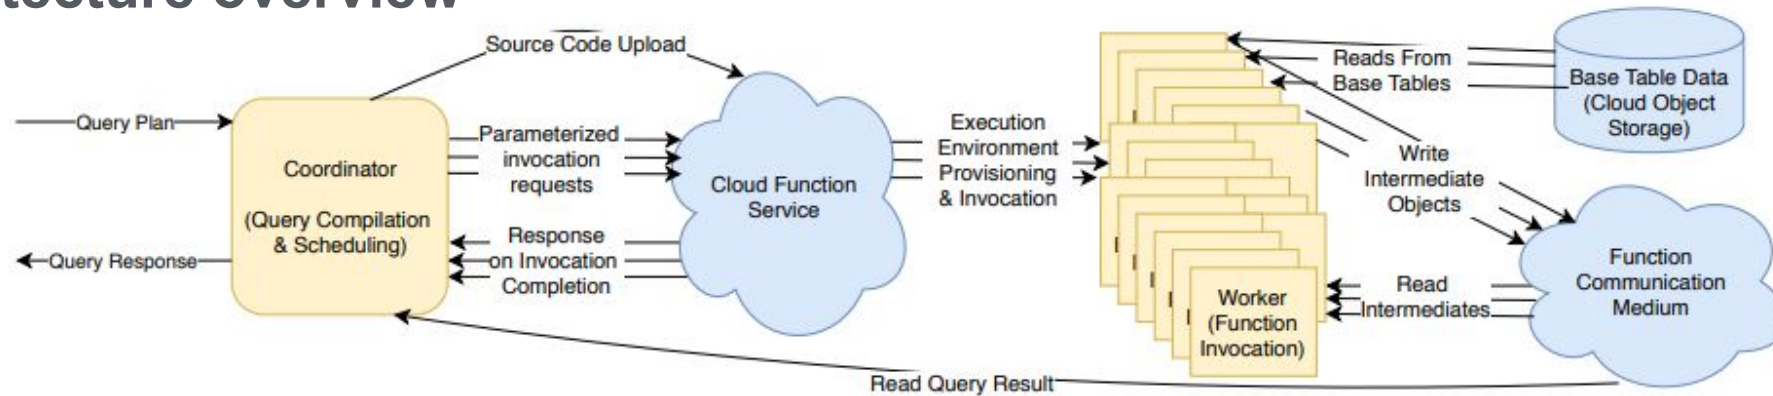 Source Code Upload
Query Plan
Coordinator
(Query Compilation
& Scheduling)
Query Response
Parameterized
invocation
requests
Response
on Invocation
Completion
Cloud Function
Service
Execution
Environment
Provisioning
& Invocation
Worker
(Function
Invocation)
Reads From
Base Tables
Base Table Data
(Cloud Object
Storage)
Write
Intermediate
Objects
Read
Intermediates
Function
Communication
Medium
Read Query Result